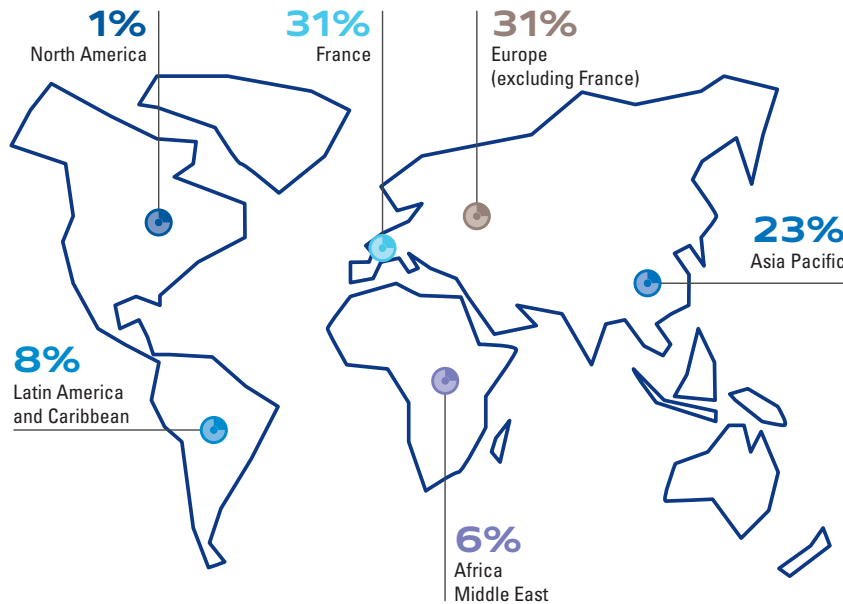 1%
North America
31%
France
31%
Europe
(excluding France)
23%
Asia Pacific
8%
Latin America
and Caribbean
6%
Africa
Middle East